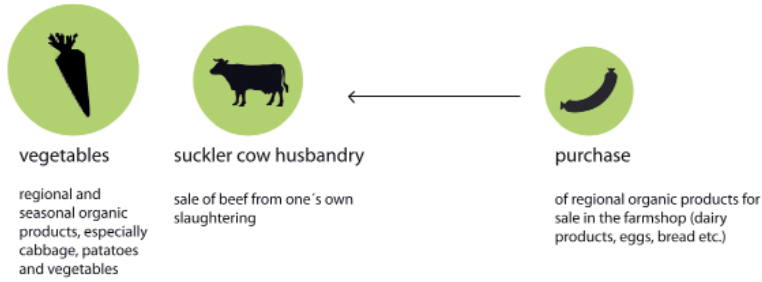 vegetables
regional and
seasonal organic
products, especially
cabbage, patatoes
and vegetables
suckler cow husbandry
sale of beef from one´s own
slaughtering
purchase
of regional organic products for
sale in the farmshop (dairy
products, eggs, bread etc.)